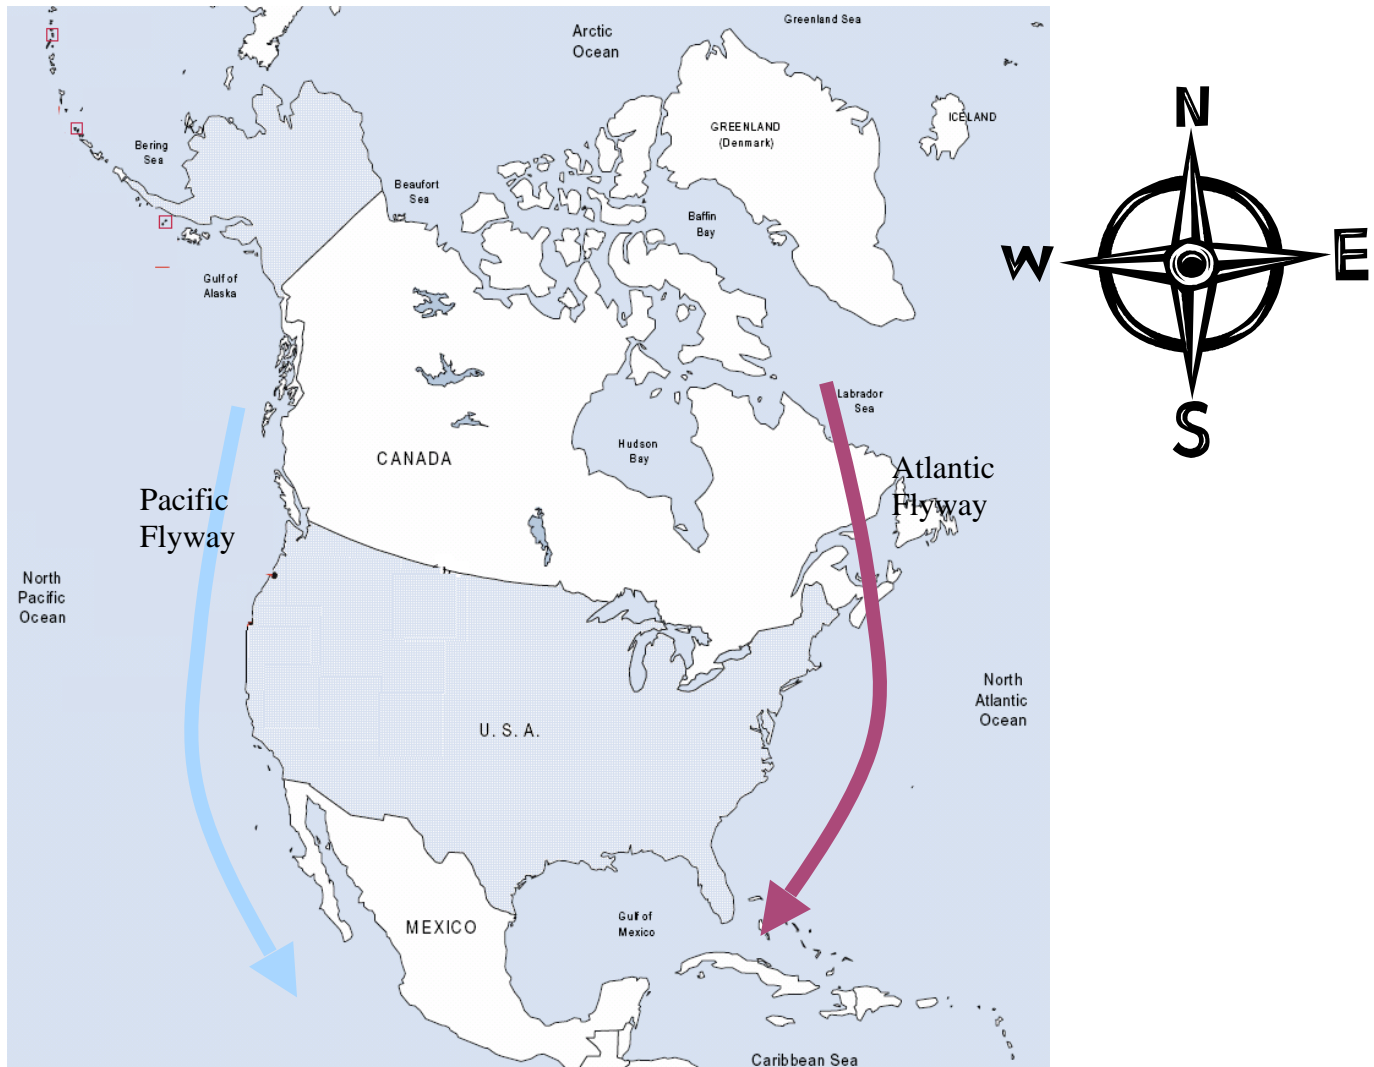 Greenland Sea
Arctic
Ocean
N
ICELAND
GREENLAND
(Denmark)
Bering
Sea
Beaufort
Sea
Baffin
Bay
W
E
Gulf of
Alaska
Labrador
Sea
S
Hudson
Bay
CANADA
Atlantic
Flyway
Pacific
Flyway
North
Pacific
Ocean
North
Atlantic
Ocean
U. S. A.
Gulf of
Mexico
MEXICO
Caribbean Sea